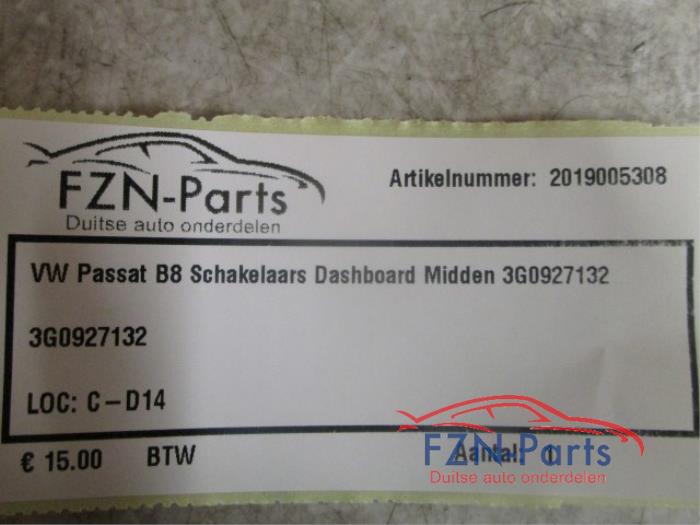 FZN-Parts
Duitse auto onderdelen
Artikelnummer: 2019005308
VW Passat B8 Schakelaars Dashboard Midden 3G0927132
3G0927132
LOC: C-D14
€ 15.00 BTW Aantal: 1
FZN-Parts
Duitse auto onderdelen